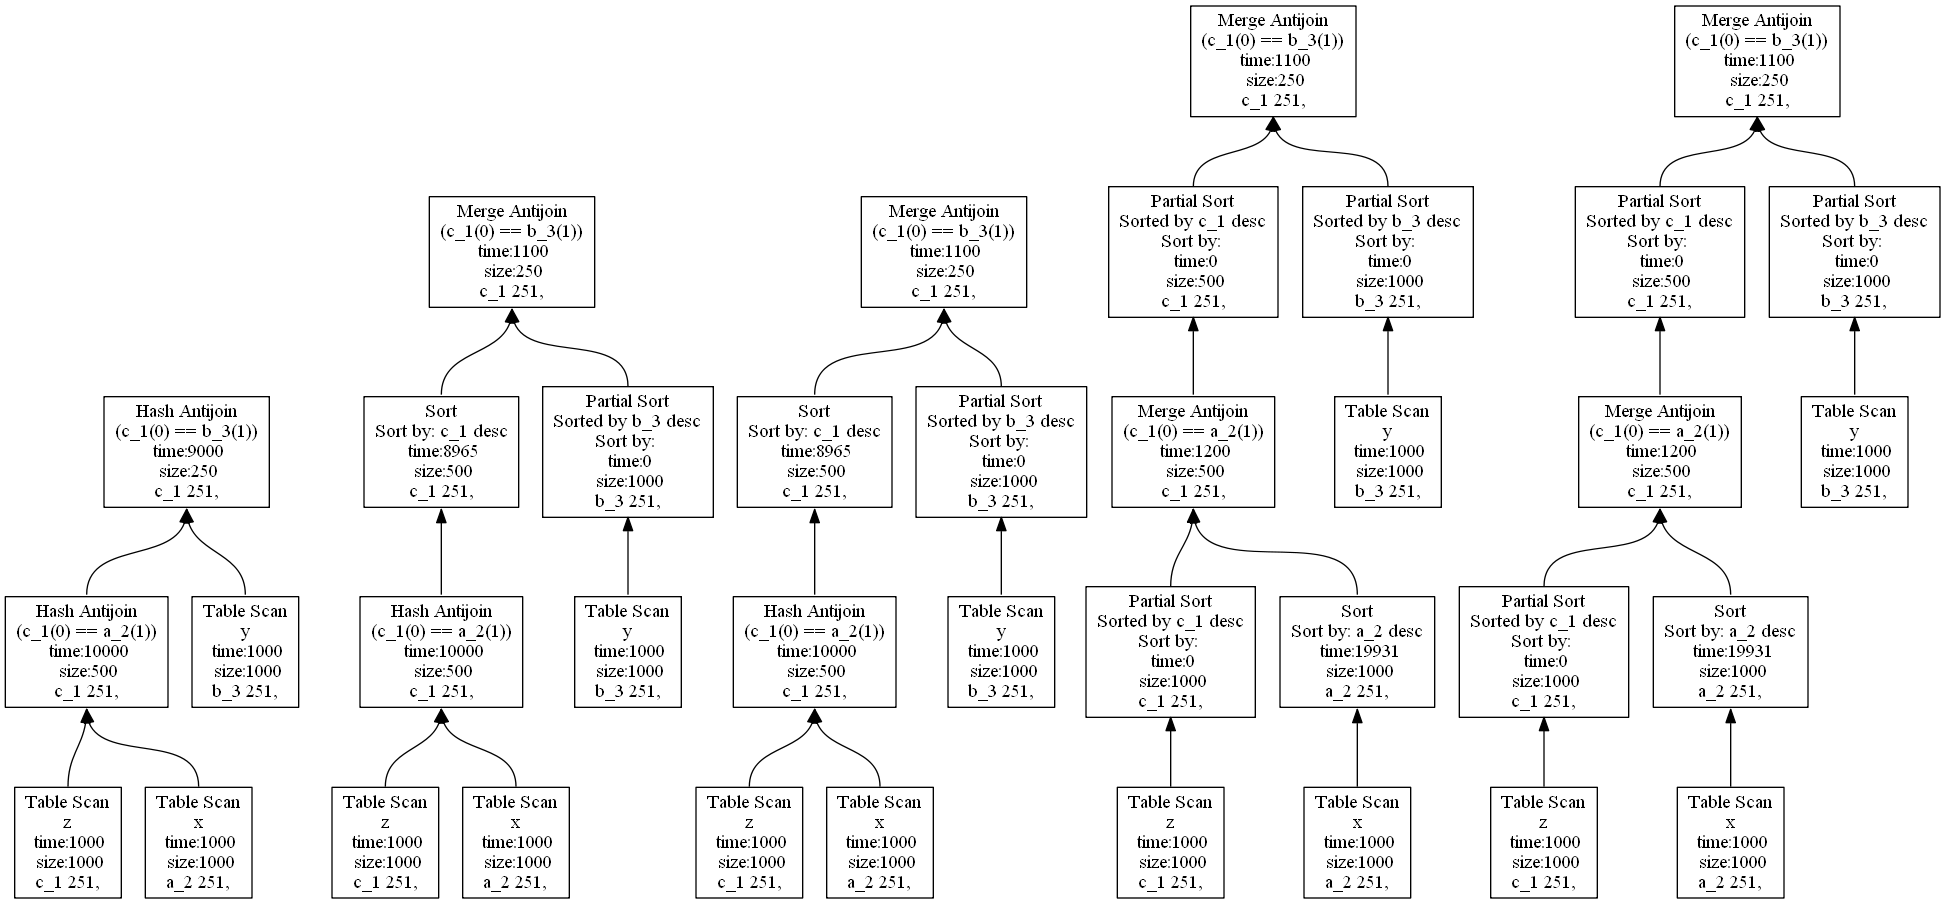 Merge Antijoin
(c_1(0) == b_3(1))
time:1100
size:250
c_1 251,
Merge Antijoin
(c_1(0) == b_3(1))
time:1100
size:250
c_1 251,
Merge Antijoin
(c_1(0) == b_3(1))
time:1100
size:250
c_1 251,
Merge Antijoin
(c_1(0) == b_3(1))
time:1100
size:250
c_1 251,
Partial Sort
Sorted by c_1 desc
Sort by:
time:0
size:500
c_1 251,
Partial Sort
Sorted by b_3 desc
Sort by:
time:0
size:1000
b_3 251,
Partial Sort
Sorted by c_1 desc
Sort by:
time:0
size:500
c_1 251,
Partial Sort
Sorted by b_3 desc
Sort by:
time:0
size:1000
b_3 251,
Hash Antijoin
(c_1(0) == b_3(1))
time:9000
size:250
c_1 251,
Sort
Sort by: c_1 desc
time:8965
size:500
c_1 251,
Partial Sort
Sorted by b_3 desc
Sort by:
time:0
size:1000
b_3 251,
Sort
Sort by: c_1 desc
time:8965
size:500
c_1 251,
Partial Sort
Sorted by b_3 desc
Sort by:
time:0
size:1000
b_3 251,
Merge Antijoin
(c_1(0) == a_2(1))
time:1200
size:500
c_1 251,
Table Scan
y
time:1000
size:1000
b_3 251,
Merge Antijoin
(c_1(0) == a_2(1))
time:1200
size:500
c_1 251,
Table Scan
y
time:1000
size:1000
b_3 251,
Hash Antijoin
(c_1(0) == a_2(1))
time:10000
size:500
c_1 251,
Table Scan
y
time:1000
size:1000
b_3 251,
Hash Antijoin
(c_1(0) == a_2(1))
time:10000
size:500
c_1 251,
Table Scan
y
time:1000
size:1000
b_3 251,
Hash Antijoin
(c_1(0) == a_2(1))
time:10000
size:500
c_1 251,
Table Scan
y
time:1000
size:1000
b_3 251,
Partial Sort
Sorted by c_1 desc
Sort by:
time:0
size:1000
c_1 251,
Sort
Sort by: a_2 desc
time:19931
size:1000
a_2 251,
Partial Sort
Sorted by c_1 desc
Sort by:
time:0
size:1000
c_1 251,
Sort
Sort by: a_2 desc
time:19931
size:1000
a_2 251,
Table Scan
z
time:1000
size:1000
c_1 251,
Table Scan
x
time:1000
size:1000
a_2 251,
Table Scan
z
time:1000
size:1000
c_1 251,
Table Scan
x
time:1000
size:1000
a_2 251,
Table Scan
z
time:1000
size:1000
c_1 251,
Table Scan
x
time:1000
size:1000
a_2 251,
Table Scan
z
time:1000
size:1000
c_1 251,
Table Scan
x
time:1000
size:1000
a_2 251,
Table Scan
z
time:1000
size:1000
c_1 251,
Table Scan
x
time:1000
size:1000
a_2 251,